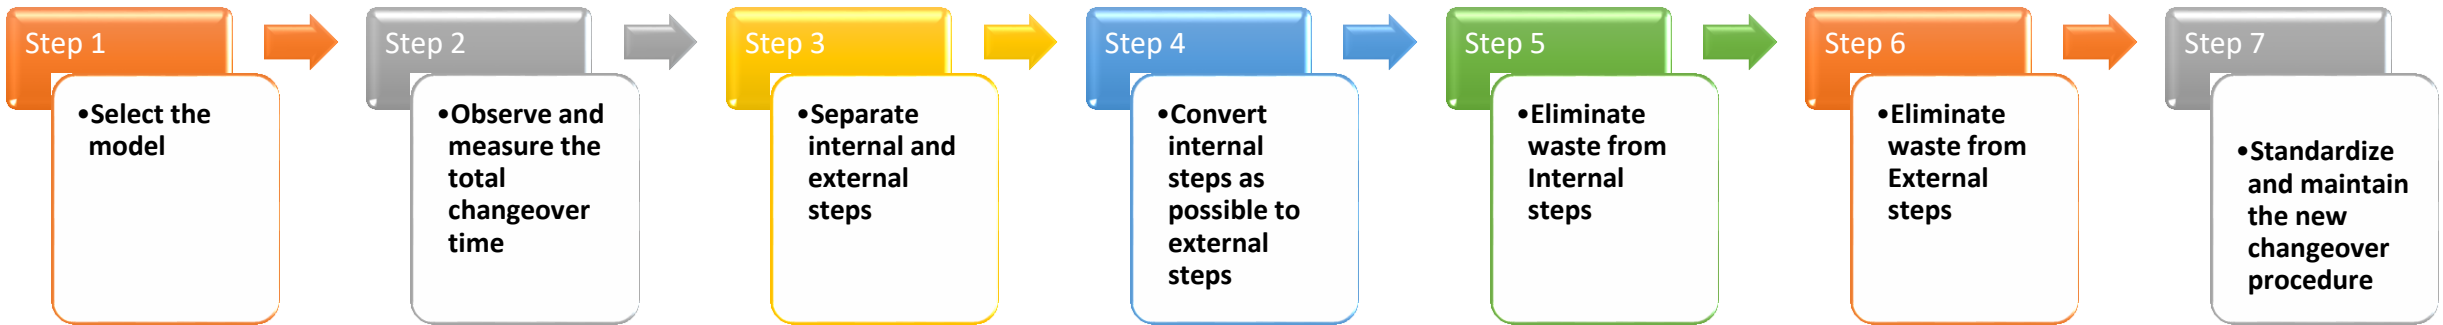 Step 1
•Select the
model
Step 2
•Observe and
measure the
total
changeover
time
Step 3
•Separate
internal and
external
steps
Step 4
•Convert
internal
steps as
possible to
external
steps
Step 5
•Eliminate
waste from
Internal
steps
Step 6
•Eliminate
waste from
External
steps
Step 7
•Standardize
and maintain
the new
changeover
procedure